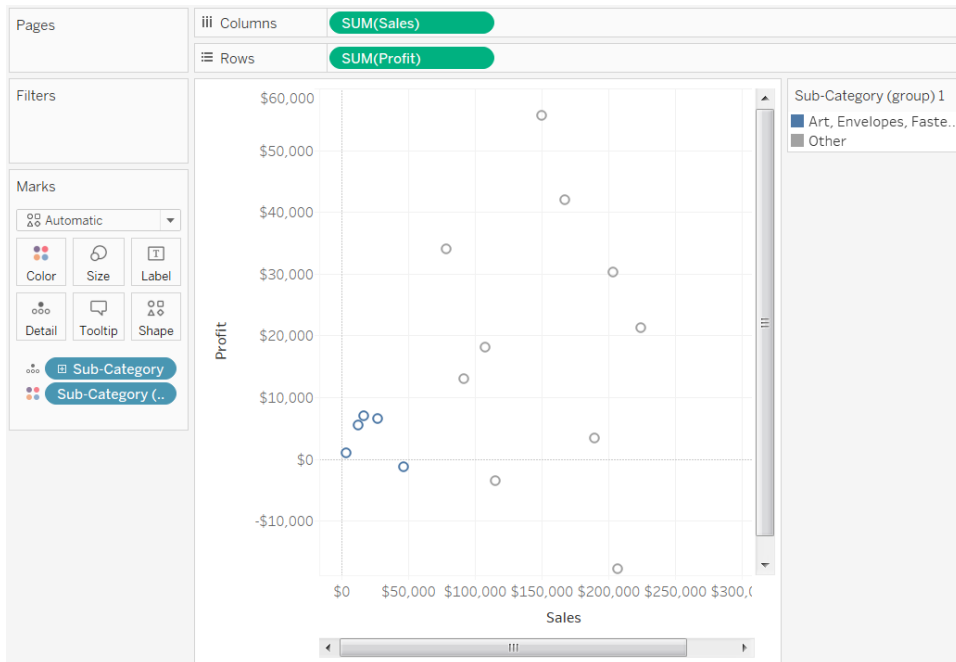 Pages
Columns
SUM(Sales)
Rows
SUM(Profit)
Filters
Marks
Automatic
Color
Size
Label
Detail
Tooltip
Shape
Sub-Category
Sub-Category (..
$60,000
$50,000
$40,000
$30,000
$20,000
$10,000
$0
-$10,000
Profit
$0 $50,000 $100,000 $150,000 $200,000 $250,000 $300,(
Sales
Sub-Category (group) 1
Art, Envelopes, Faste..
Other